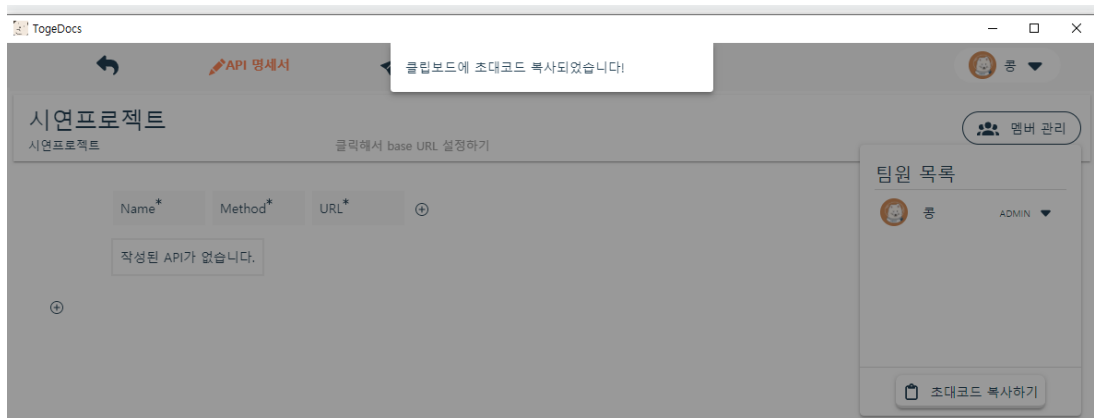 TogeDocs
API 명세서
클립보드에 초대코드 복사되었습니다!
콩
시연프로젝트
시연프로젝트
클릭해서 base URL 설정하기
멤버 관리
팀원 목록
콩
ADMIN
Name*
Method*
URL*
작성된 API가 없습니다.
초대코드 복사하기